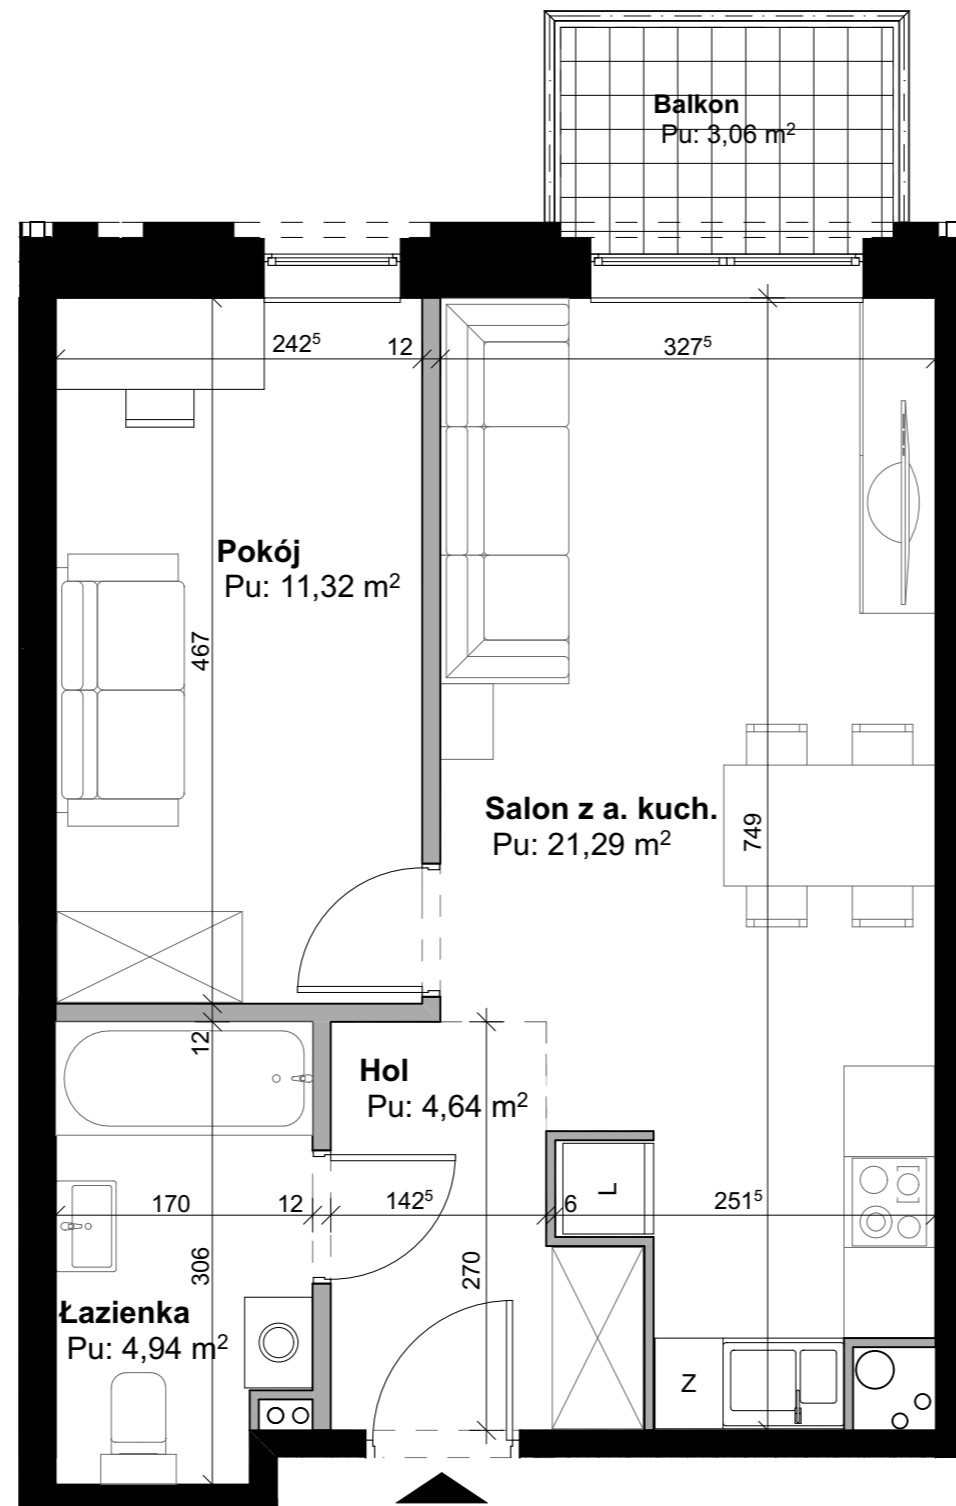 Balkon
Pu: 3,06 m²
242⁵
12
327⁵
Pokój
Pu: 11,32 m²
467
Salon z a. kuch.
Pu: 21,29 m²
749
12
Hol
Pu: 4,64 m²
L
170
12
142⁵
6
251⁵
306
270
Łazienka
Pu: 4,94 m²
Z